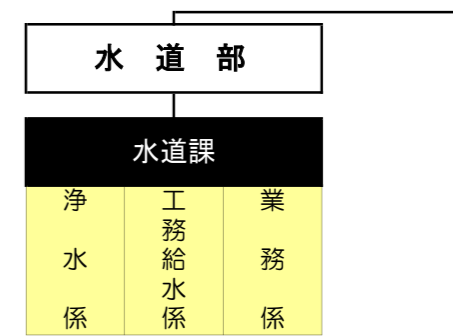 水道部
水道課
浄水係
工務給水係
業務係